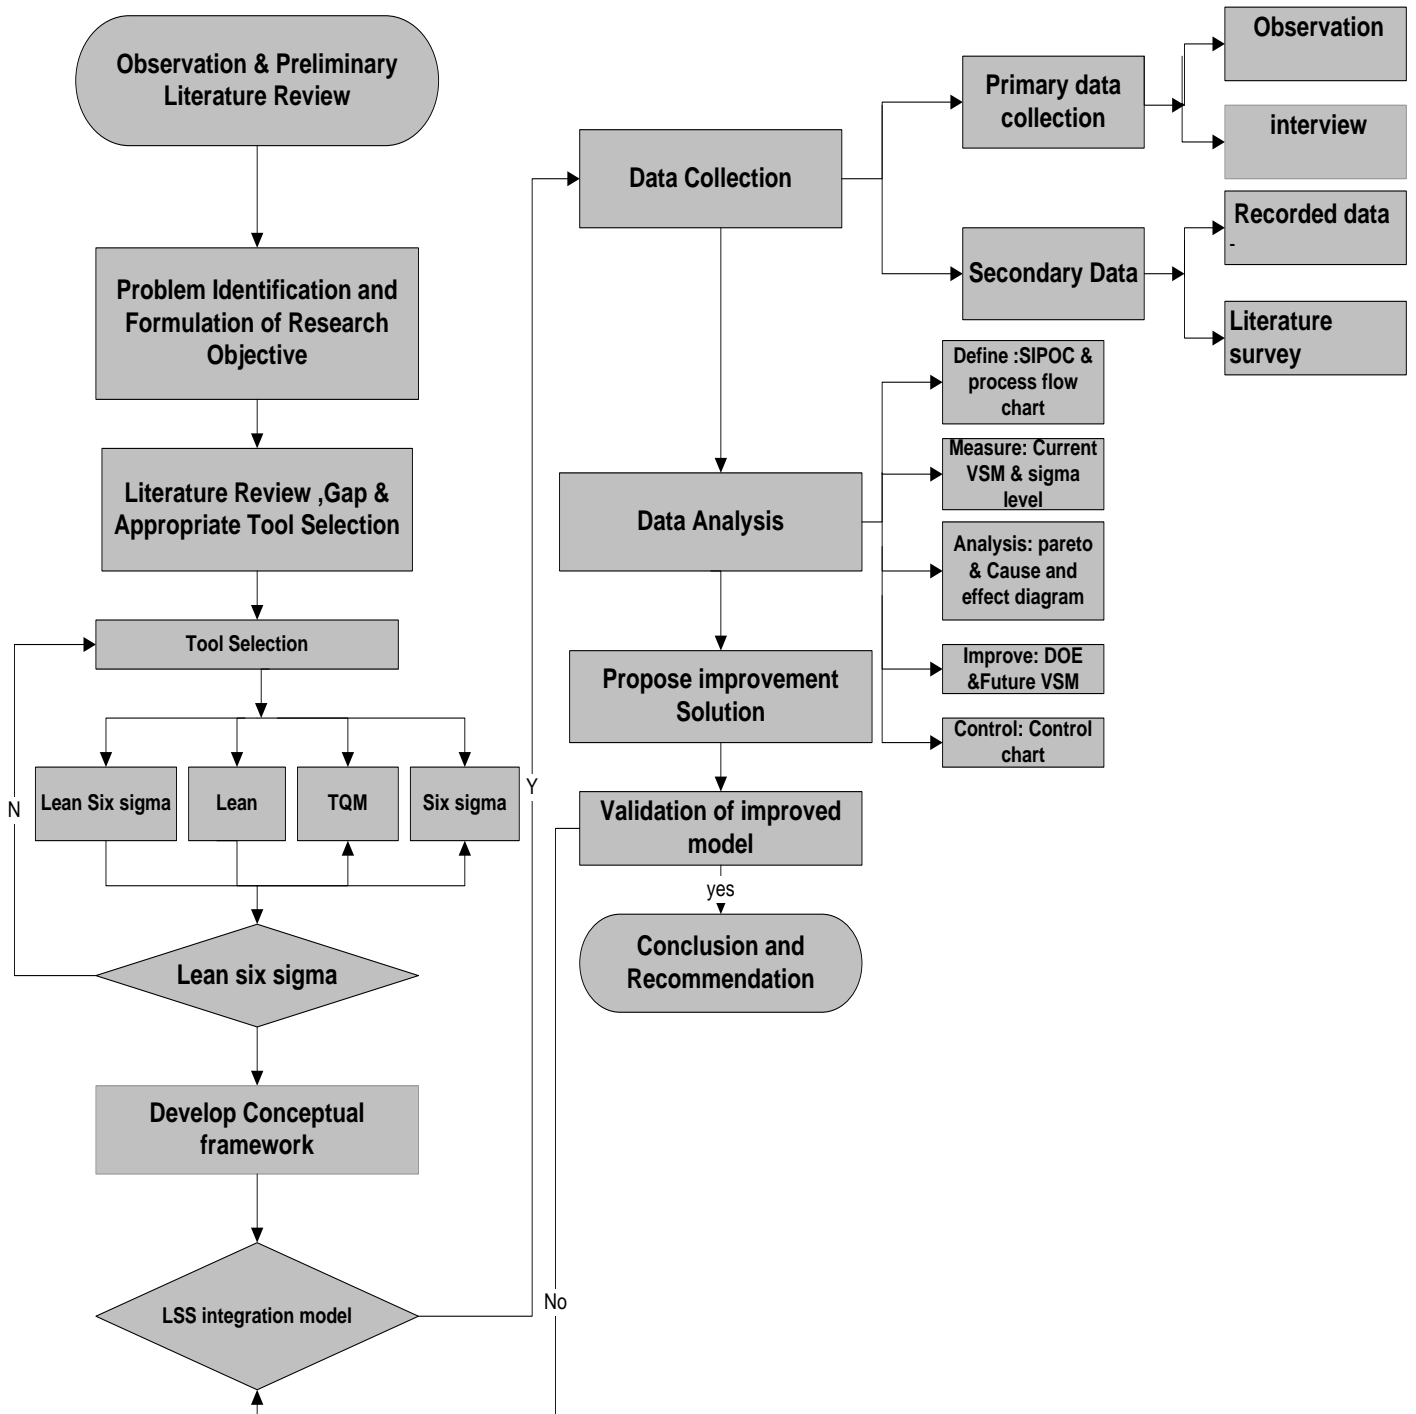 Observation & Preliminary
Literature Review
Problem Identification and
Formulation of Research
Objective
Literature Review ,Gap &
Appropriate Tool Selection
Tool Selection
Lean Six sigma
Lean
TQM
Six sigma
N
Lean six sigma
Develop Conceptual
framework
LSS integration model
Y
Data Collection
Primary data
collection
Observation
interview
Secondary Data
Recorded data
-
Literature
survey
Data Analysis
Define :SIPOC &
process flow
chart
Measure: Current
VSM & sigma
level
Analysis: pareto
& Cause and
effect diagram
Improve: DOE
&Future VSM
Control: Control
chart
Propose improvement
Solution
Validation of improved
model
yes
No
Conclusion and
Recommendation